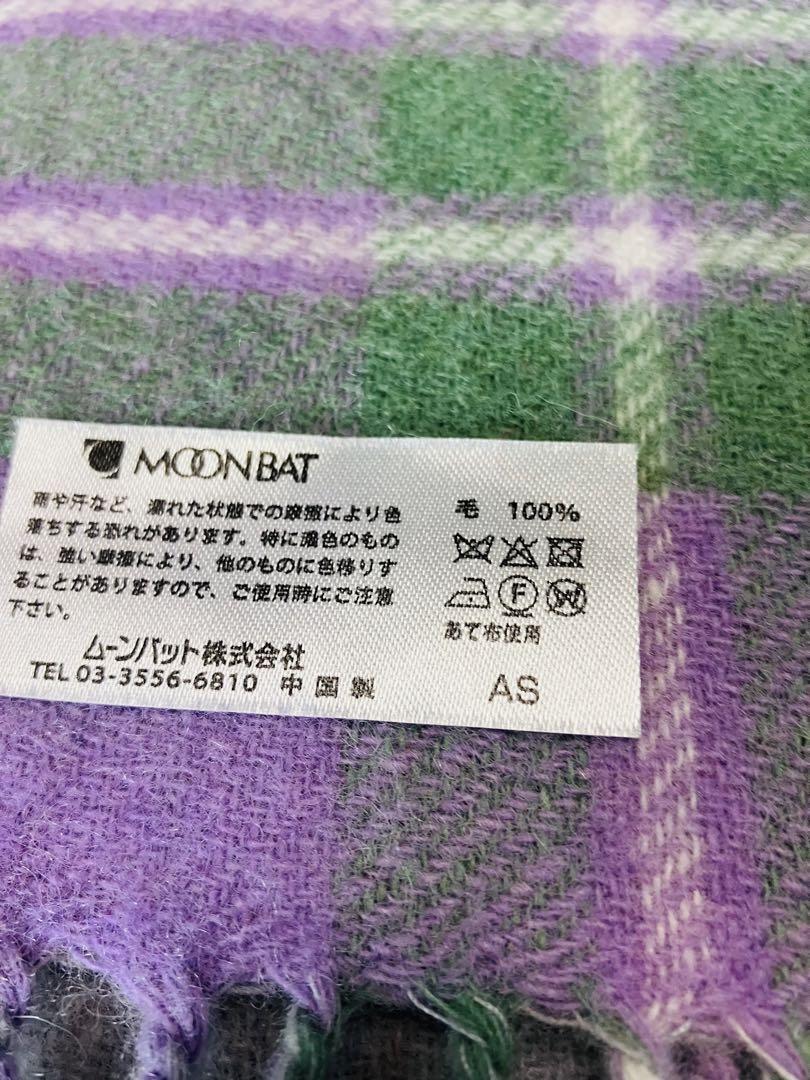 MOONBAT
雨や汗など、濡れた状態での摩擦により色
落ちする恐れがあります。特に濃色のもの
は、強い摩擦により、他のものに色移りす
ることがありますので、ご使用時にご注意
下さい。
ムーンバット株式会社
TEL 03-3556-6810 中国製
毛 100%
F
W
あて布使用
AS